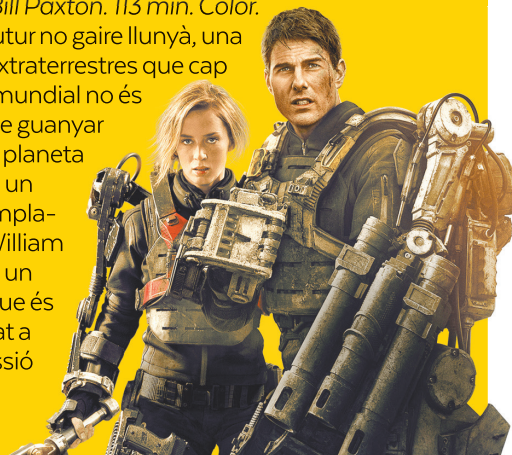 Bill Paxton. 113 min. Color.
utur no gaire llunyà, una
xtraterrestres que cap
mundial no és
e guanyar
planeta
un
mpla-
William
un
ue és
at a
ssió